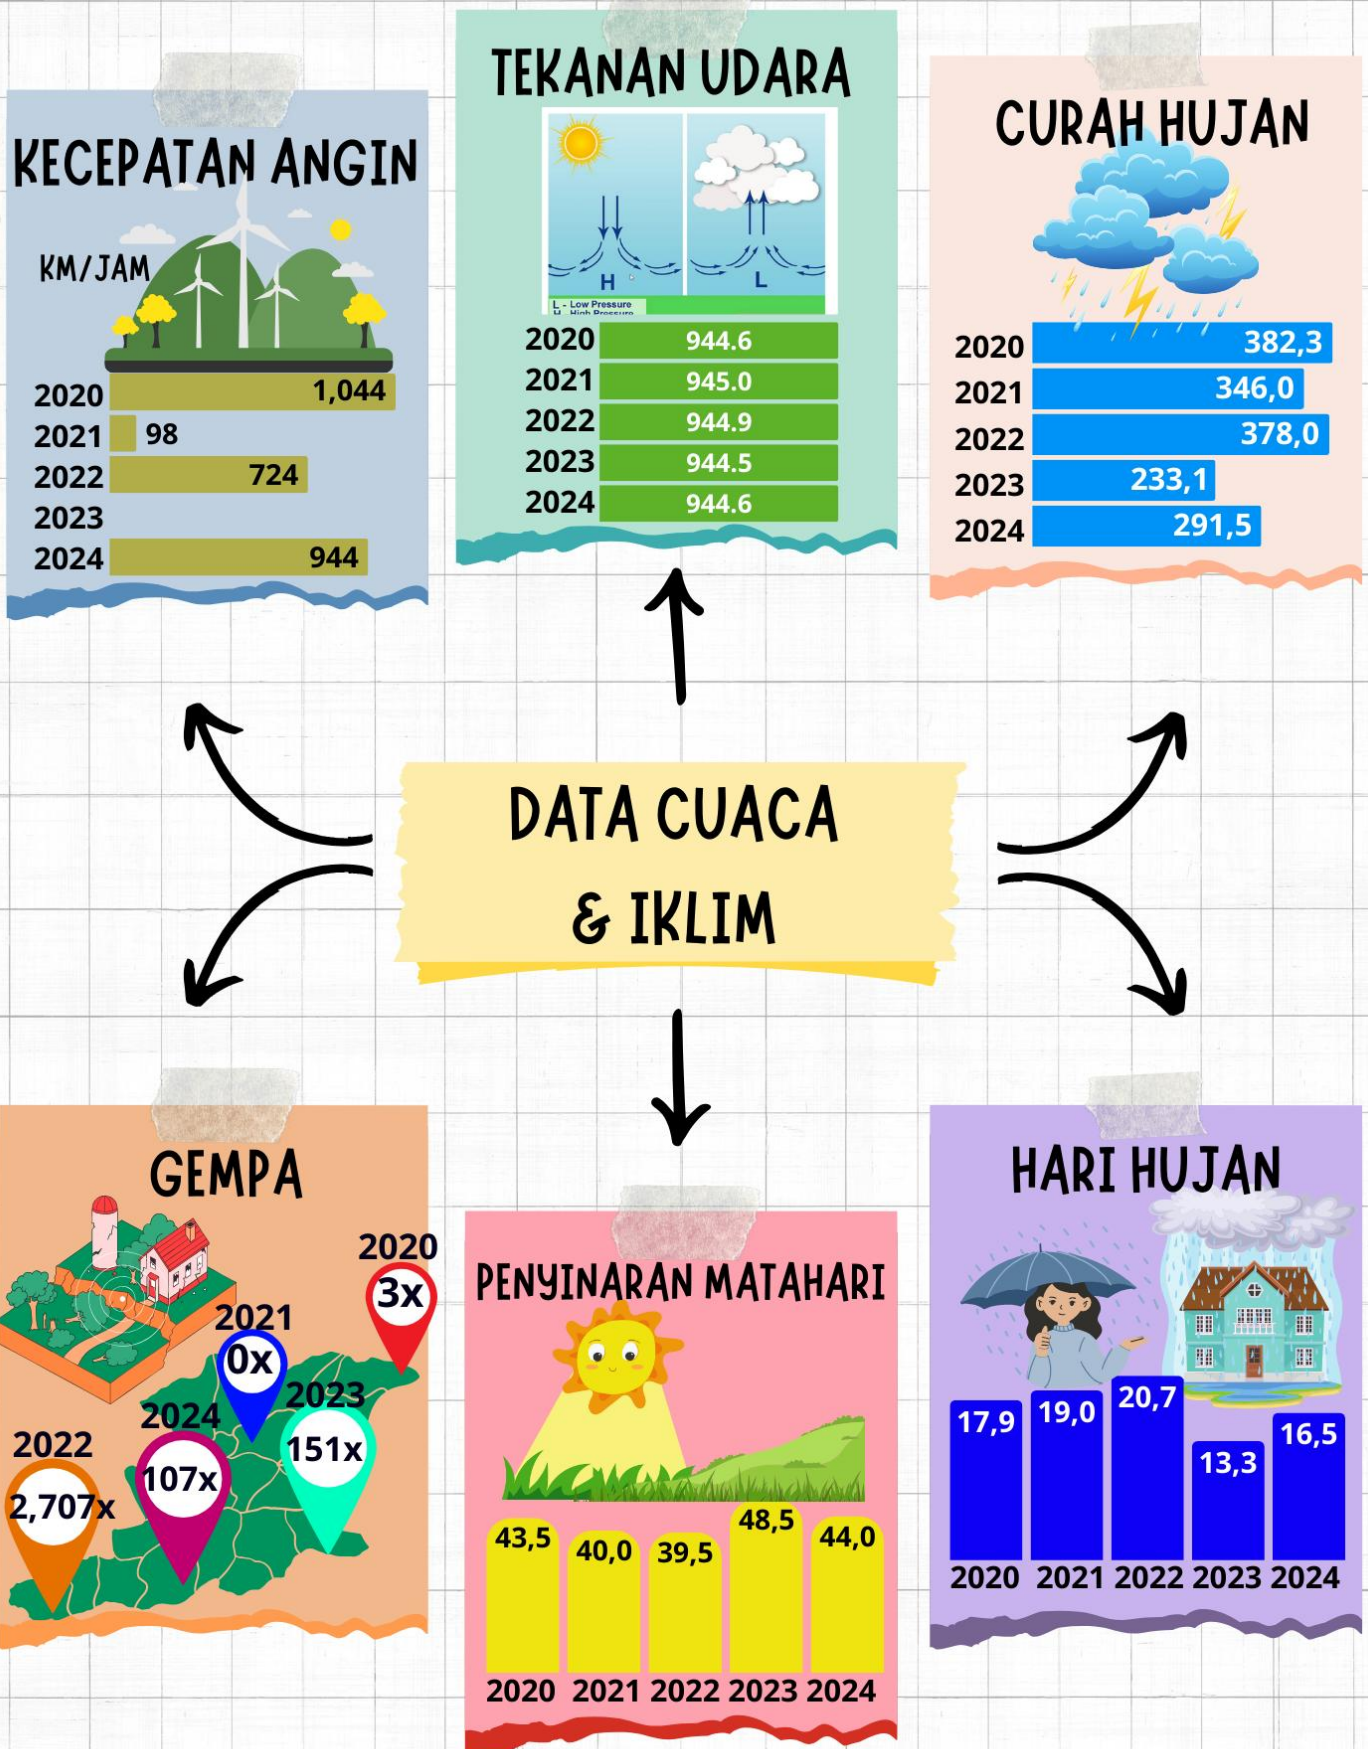 KECEPATAN ANGIN
KM/JAM
2020 1,044
2021 98
2022 724
2023
2024 944
TEKANAN UDARA
H L
L - Low Pressure
H - High Pressure
2020 944.6
2021 945.0
2022 944.9
2023 944.5
2024 944.6
CURAH HUJAN
2020 382,3
2021 346,0
2022 378,0
2023 233,1
2024 291,5
DATA CUACA
& IKLIM
GEMPA
2020
3x
2021
0x
2023
151x
2024
107x
2022
2,707x
PENYINARAN MATAHARI
43,5 40,0 39,5 48,5 44,0
2020 2021 2022 2023 2024
HARI HUJAN
17,9 19,0 20,7 13,3 16,5
2020 2021 2022 2023 2024